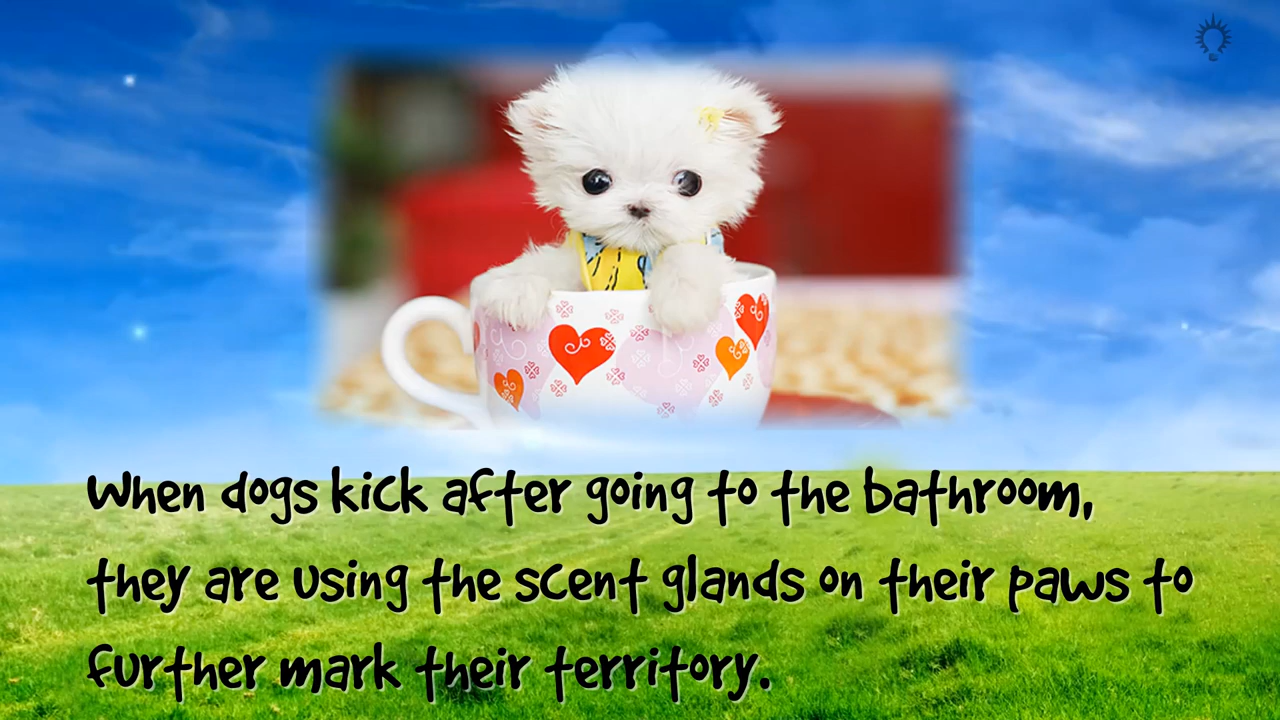 When dogs kick after going to the bathroom,
they are using the scent glands on their paws to
further mark their territory.